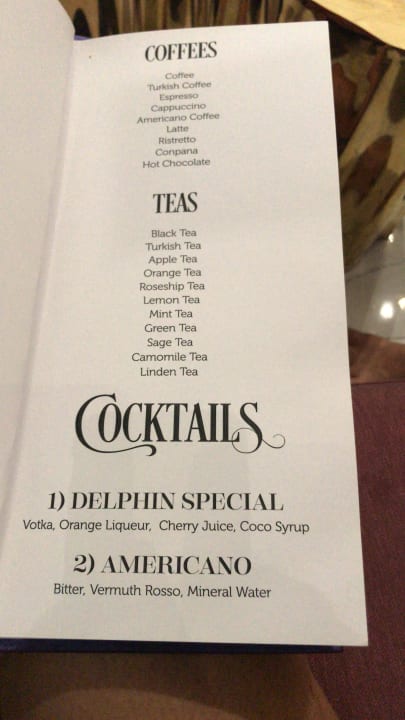 COFFEES
Coffee
Turkish Coffee
Espresso
Cappuccino
Americano Coffee
Latte
Ristretto
Conpana
Hot Chocolate
TEAS
Black Tea
Turkish Tea
Apple Tea
Orange Tea
Roseship Tea
Lemon Tea
Mint Tea
Green Tea
Sage Tea
Camomile Tea
Linden Tea
COCKTAILS
1) DELPHIN SPECIAL
Votka, Orange Liqueur, Cherry Juice, Coco Syrup
2) AMERICANO
Bitter, Vermuth Rosso, Mineral Water